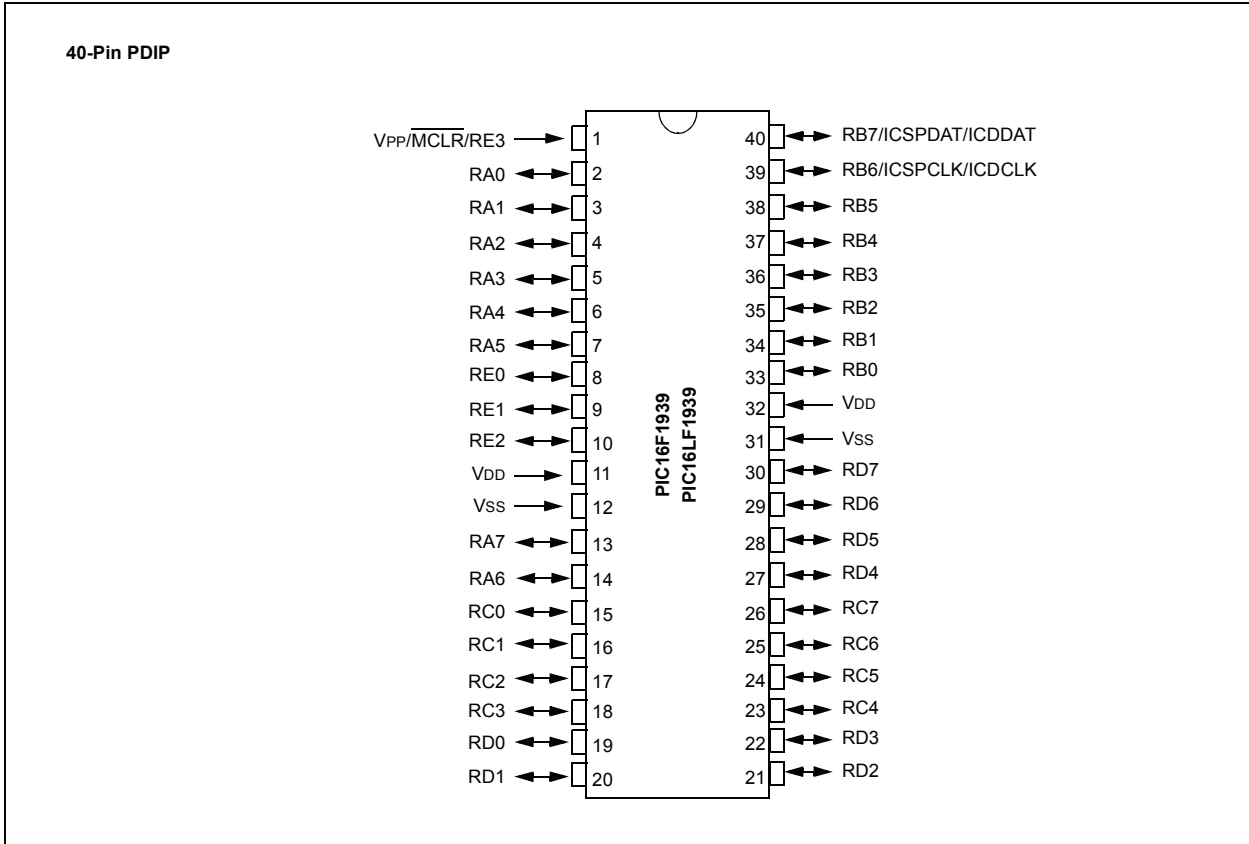 40-Pin PDIP
VPP/MCLR/RE3 1
RA0 2
RA1 3
RA2 4
RA3 5
RA4 6
RA5 7
RE0 8
RE1 9
RE2 10
VDD 11
VSS 12
RA7 13
RA6 14
RC0 15
RC1 16
RC2 17
RC3 18
RD0 19
RD1 20
PIC16F1939
PIC16LF1939
40 RB7/ICSPDAT/ICDDAT
39 RB6/ICSPCLK/ICDCLK
38 RB5
37 RB4
36 RB3
35 RB2
34 RB1
33 RB0
32 VDD
31 VSS
30 RD7
29 RD6
28 RD5
27 RD4
26 RC7
25 RC6
24 RC5
23 RC4
22 RD3
21 RD2